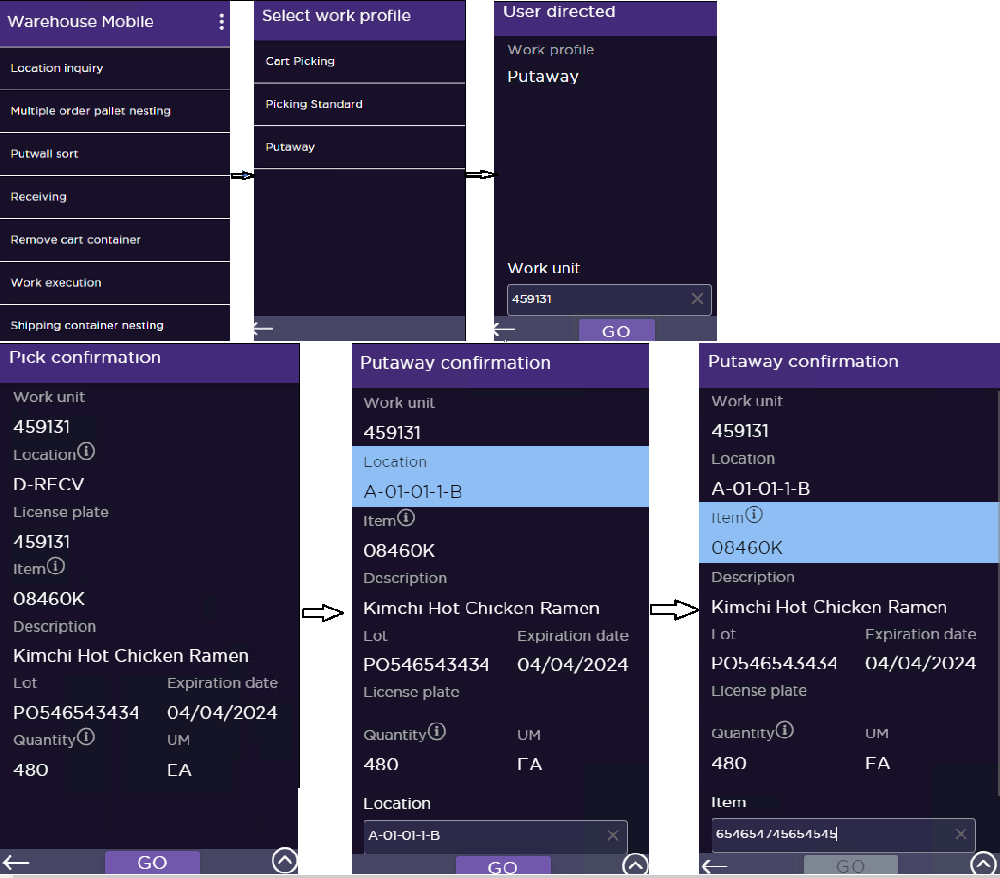 Warehouse Mobile
Location inquiry
Multiple order pallet nesting
Putwall sort
Receiving
Remove cart container
Work execution
Shipping container nesting
Select work profile
Cart Picking
Picking Standard
Putaway
User directed
Work profile
Putaway
Work unit
459131
GO
Pick confirmation
Work unit
459131
Location
D-RECV
License plate
459131
Item
08460K
Description
Kimchi Hot Chicken Ramen
Lot Expiration date
PO546543434 04/04/2024
Quantity UM
480 EA
GO
Putaway confirmation
Work unit
459131
Location
A-01-01-1-B
Item
08460K
Description
Kimchi Hot Chicken Ramen
Lot Expiration date
PO546543434 04/04/2024
License plate
Quantity UM
480 EA
Location
A-01-01-1-B
GO
Putaway confirmation
Work unit
459131
Location
A-01-01-1-B
Item
08460K
Description
Kimchi Hot Chicken Ramen
Lot Expiration date
PO546543434 04/04/2024
License plate
Quantity UM
480 EA
Item
654654745654545
GO